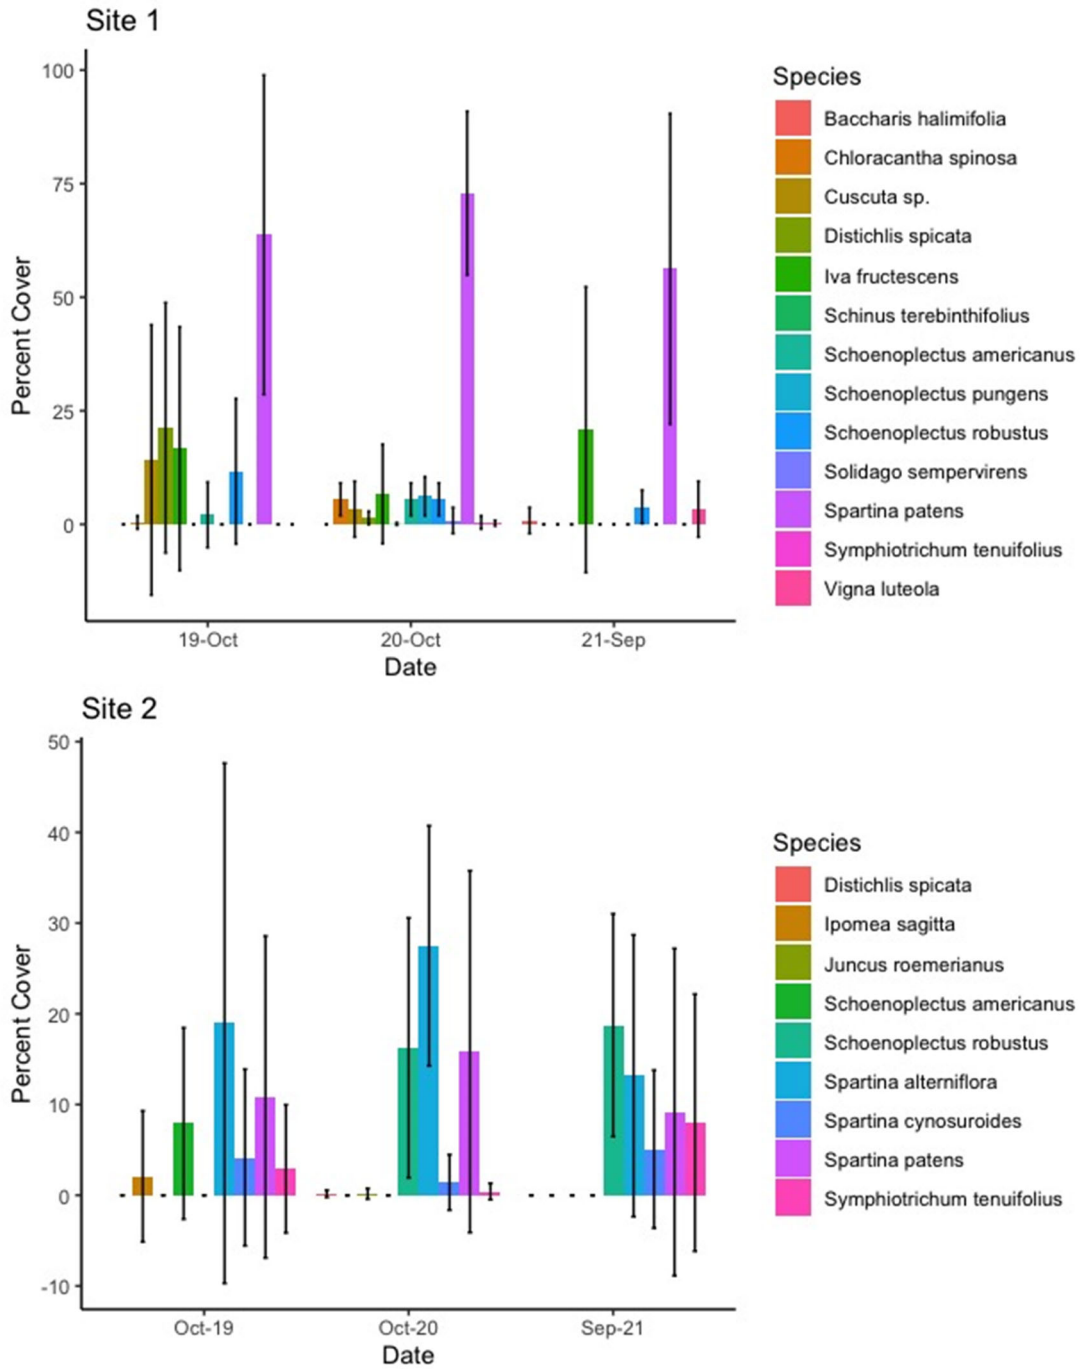 Site 1
100
75
50
25
0
Percent Cover
19-Oct
20-Oct
21-Sep
Date
Species
Baccharis halimifolia
Chloracantha spinosa
Cuscuta sp.
Distichlis spicata
Iva fructescens
Schinus terebinthifolius
Schoenoplectus americanus
Schoenoplectus pungens
Schoenoplectus robustus
Solidago sempervirens
Spartina patens
Symphiotrichum tenuifolius
Vigna luteola
Site 2
50
40
30
20
10
0
-10
Percent Cover
Oct-19
Oct-20
Sep-21
Date
Species
Distichlis spicata
Ipomea sagitta
Juncus roemerianus
Schoenoplectus americanus
Schoenoplectus robustus
Spartina alterniflora
Spartina cynosuroides
Spartina patens
Symphiotrichum tenuifolius